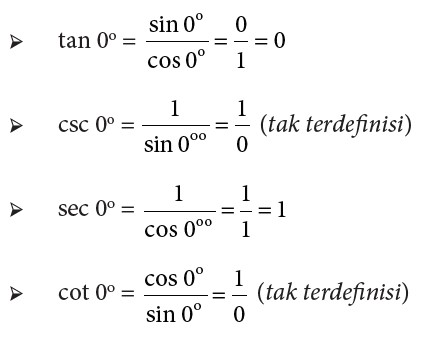 ➢ tan 0° = sin 0° / cos 0° = 0/1 = 0
➢ csc 0° = 1 / sin 0°° = 1/0 (tak terdefinisi)
➢ sec 0° = 1 / cos 0°° = 1/1 = 1
➢ cot 0° = cos 0° / sin 0° = 1/0 (tak terdefinisi)